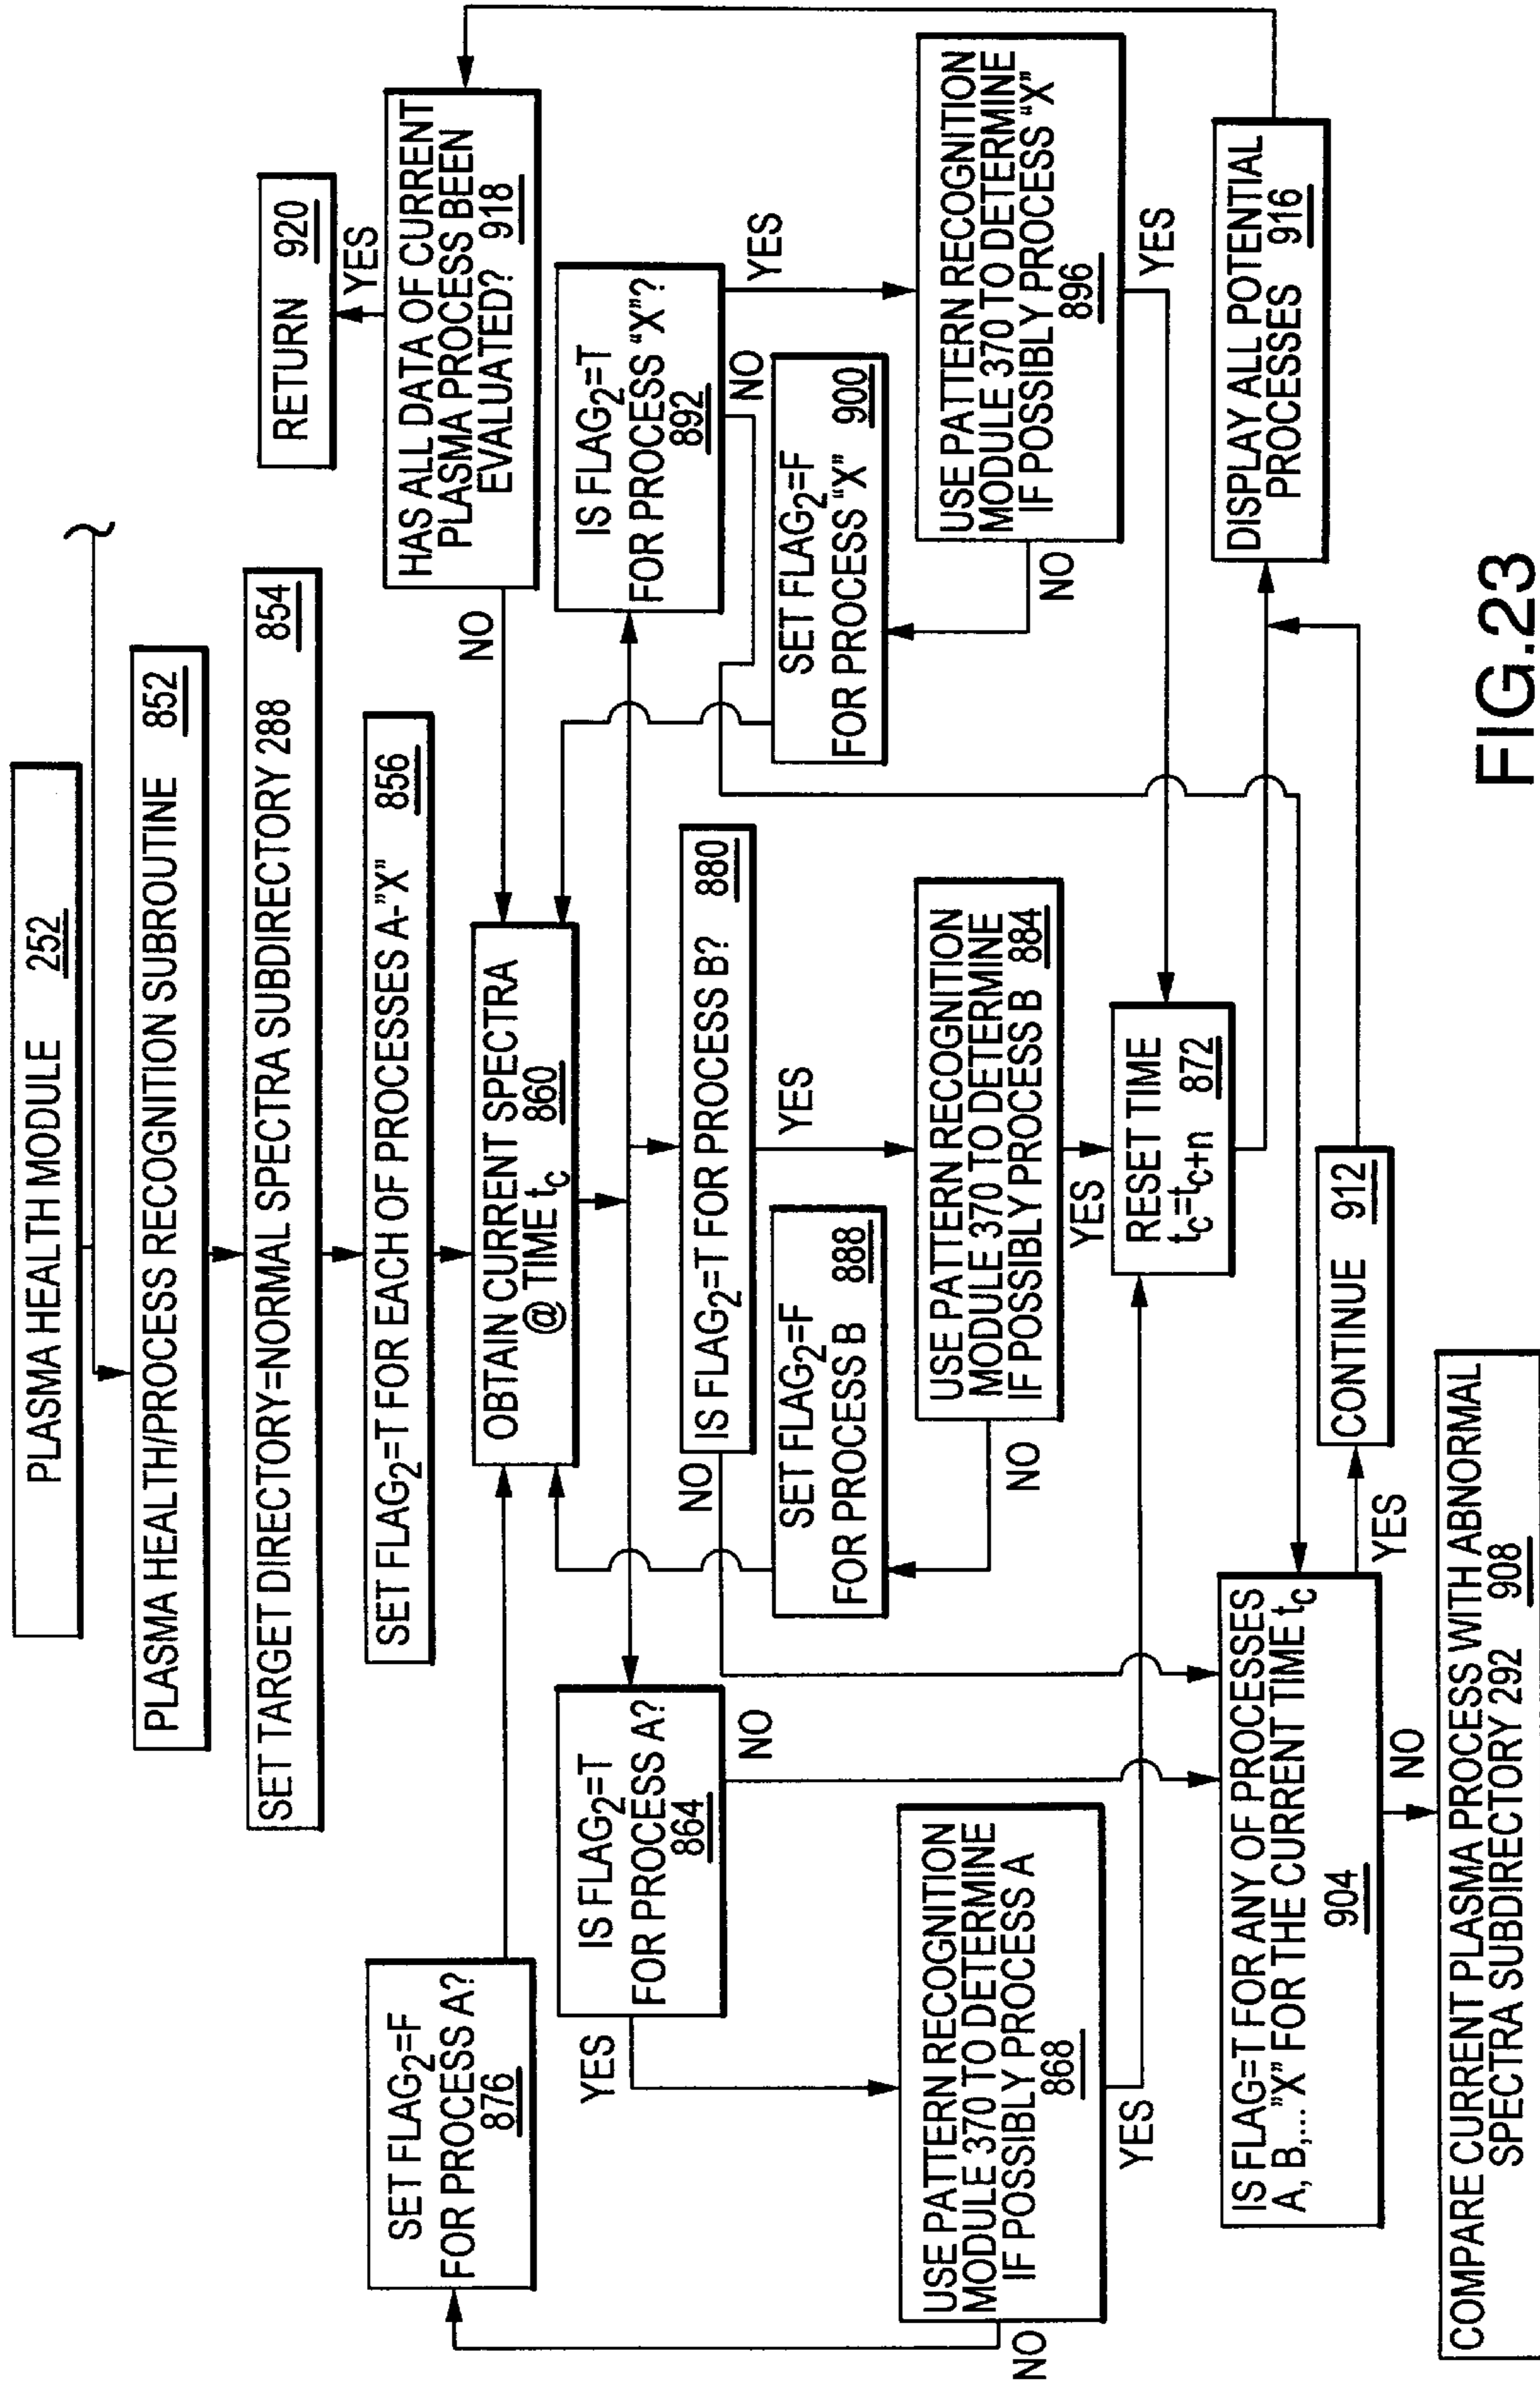 PLASMA HEALTH MODULE 252
PLASMA HEALTH/PROCESS RECOGNITION SUBROUTINE 852
SET TARGET DIRECTORY=NORMAL SPECTRA SUBDIRECTORY 288 854
SET FLAG2=T FOR EACH OF PROCESSES A-"X" 856
OBTAIN CURRENT SPECTRA
@ TIME tc 860
SET FLAG2=F
FOR PROCESS A?
876
IS FLAG2=T
FOR PROCESS A?
864
YES
NO
USE PATTERN RECOGNITION
MODULE 370 TO DETERMINE
IF POSSIBLY PROCESS A
868
NO
YES
IS FLAG2=T FOR PROCESS B? 880
NO
YES
SET FLAG2=F
FOR PROCESS B 888
USE PATTERN RECOGNITION
MODULE 370 TO DETERMINE
IF POSSIBLY PROCESS B 884
NO
YES
RESET TIME
tc=tc+n 872
RETURN 920
YES
HAS ALL DATA OF CURRENT
PLASMA PROCESS BEEN
EVALUATED? 918
NO
IS FLAG2=T
FOR PROCESS "X"?
892
NO
YES
SET FLAG2=F
FOR PROCESS "X" 900
USE PATTERN RECOGNITION
MODULE 370 TO DETERMINE
IF POSSIBLY PROCESS "X"
896
NO
YES
IS FLAG=T FOR ANY OF PROCESSES
A, B,... "X" FOR THE CURRENT TIME tc
904
NO
YES
CONTINUE 912
DISPLAY ALL POTENTIAL
PROCESSES 916
COMPARE CURRENT PLASMA PROCESS WITH ABNORMAL
SPECTRA SUBDIRECTORY 292 908
FIG.23